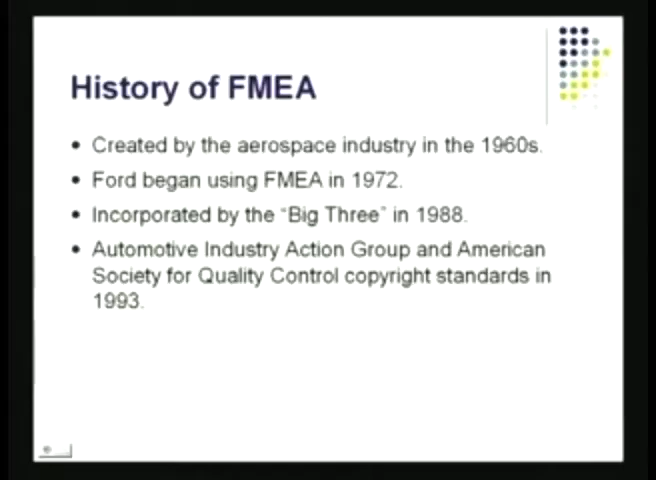 History of FMEA
• Created by the aerospace industry in the 1960s.
• Ford began using FMEA in 1972.
• Incorporated by the “Big Three” in 1988.
• Automotive Industry Action Group and American
Society for Quality Control copyright standards in
1993.